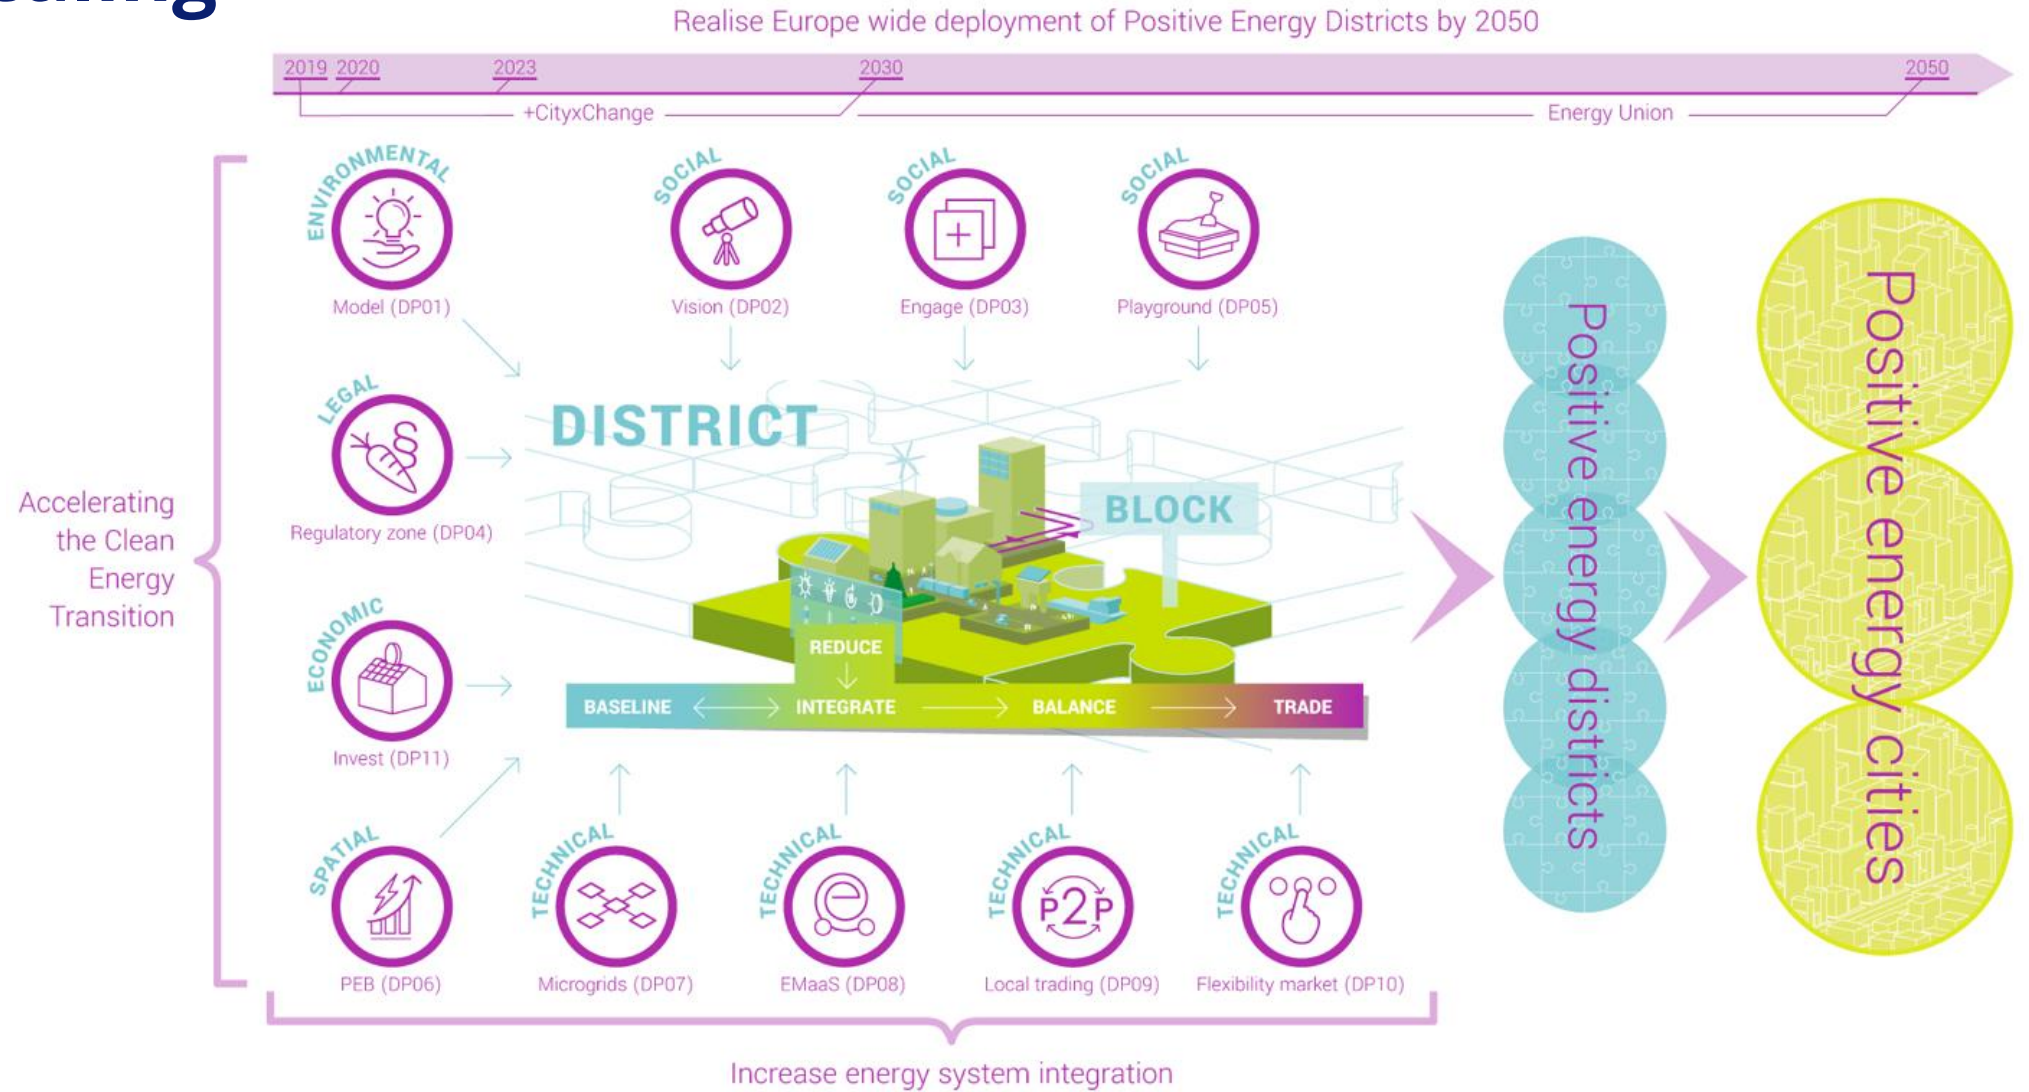 Realise Europe wide deployment of Positive Energy Districts by 2050
2019 2020 2023 2030 2050
+CityxChange Energy Union
ENVIRONMENTAL
Model (DP01)
SOCIAL
Vision (DP02)
SOCIAL
Engage (DP03)
SOCIAL
Playground (DP05)
LEGAL
Regulatory zone (DP04)
ECONOMIC
Invest (DP11)
Accelerating
the Clean
Energy
Transition
DISTRICT
BLOCK
REDUCE
BASELINE INTEGRATE BALANCE TRADE
SPATIAL
PEB (DP06)
TECHNICAL
Microgrids (DP07)
TECHNICAL
e
EMaaS (DP08)
TECHNICAL
P2P
Local trading (DP09)
TECHNICAL
Flexibility market (DP10)
Increase energy system integration
Positive energy districts
Positive energy cities